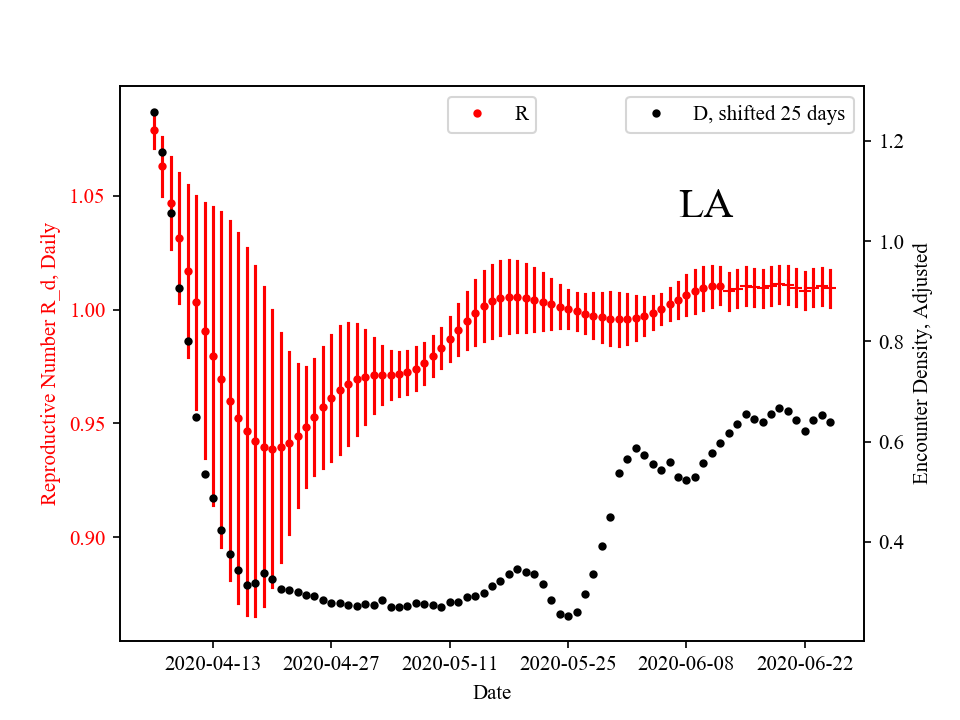 R
D, shifted 25 days
LA
Reproductive Number R_d, Daily
1.05
1.00
0.95
0.90
1.2
1.0
0.8
0.6
0.4
Encounter Density, Adjusted
2020-04-13
2020-04-27
2020-05-11
2020-05-25
2020-06-08
2020-06-22
Date